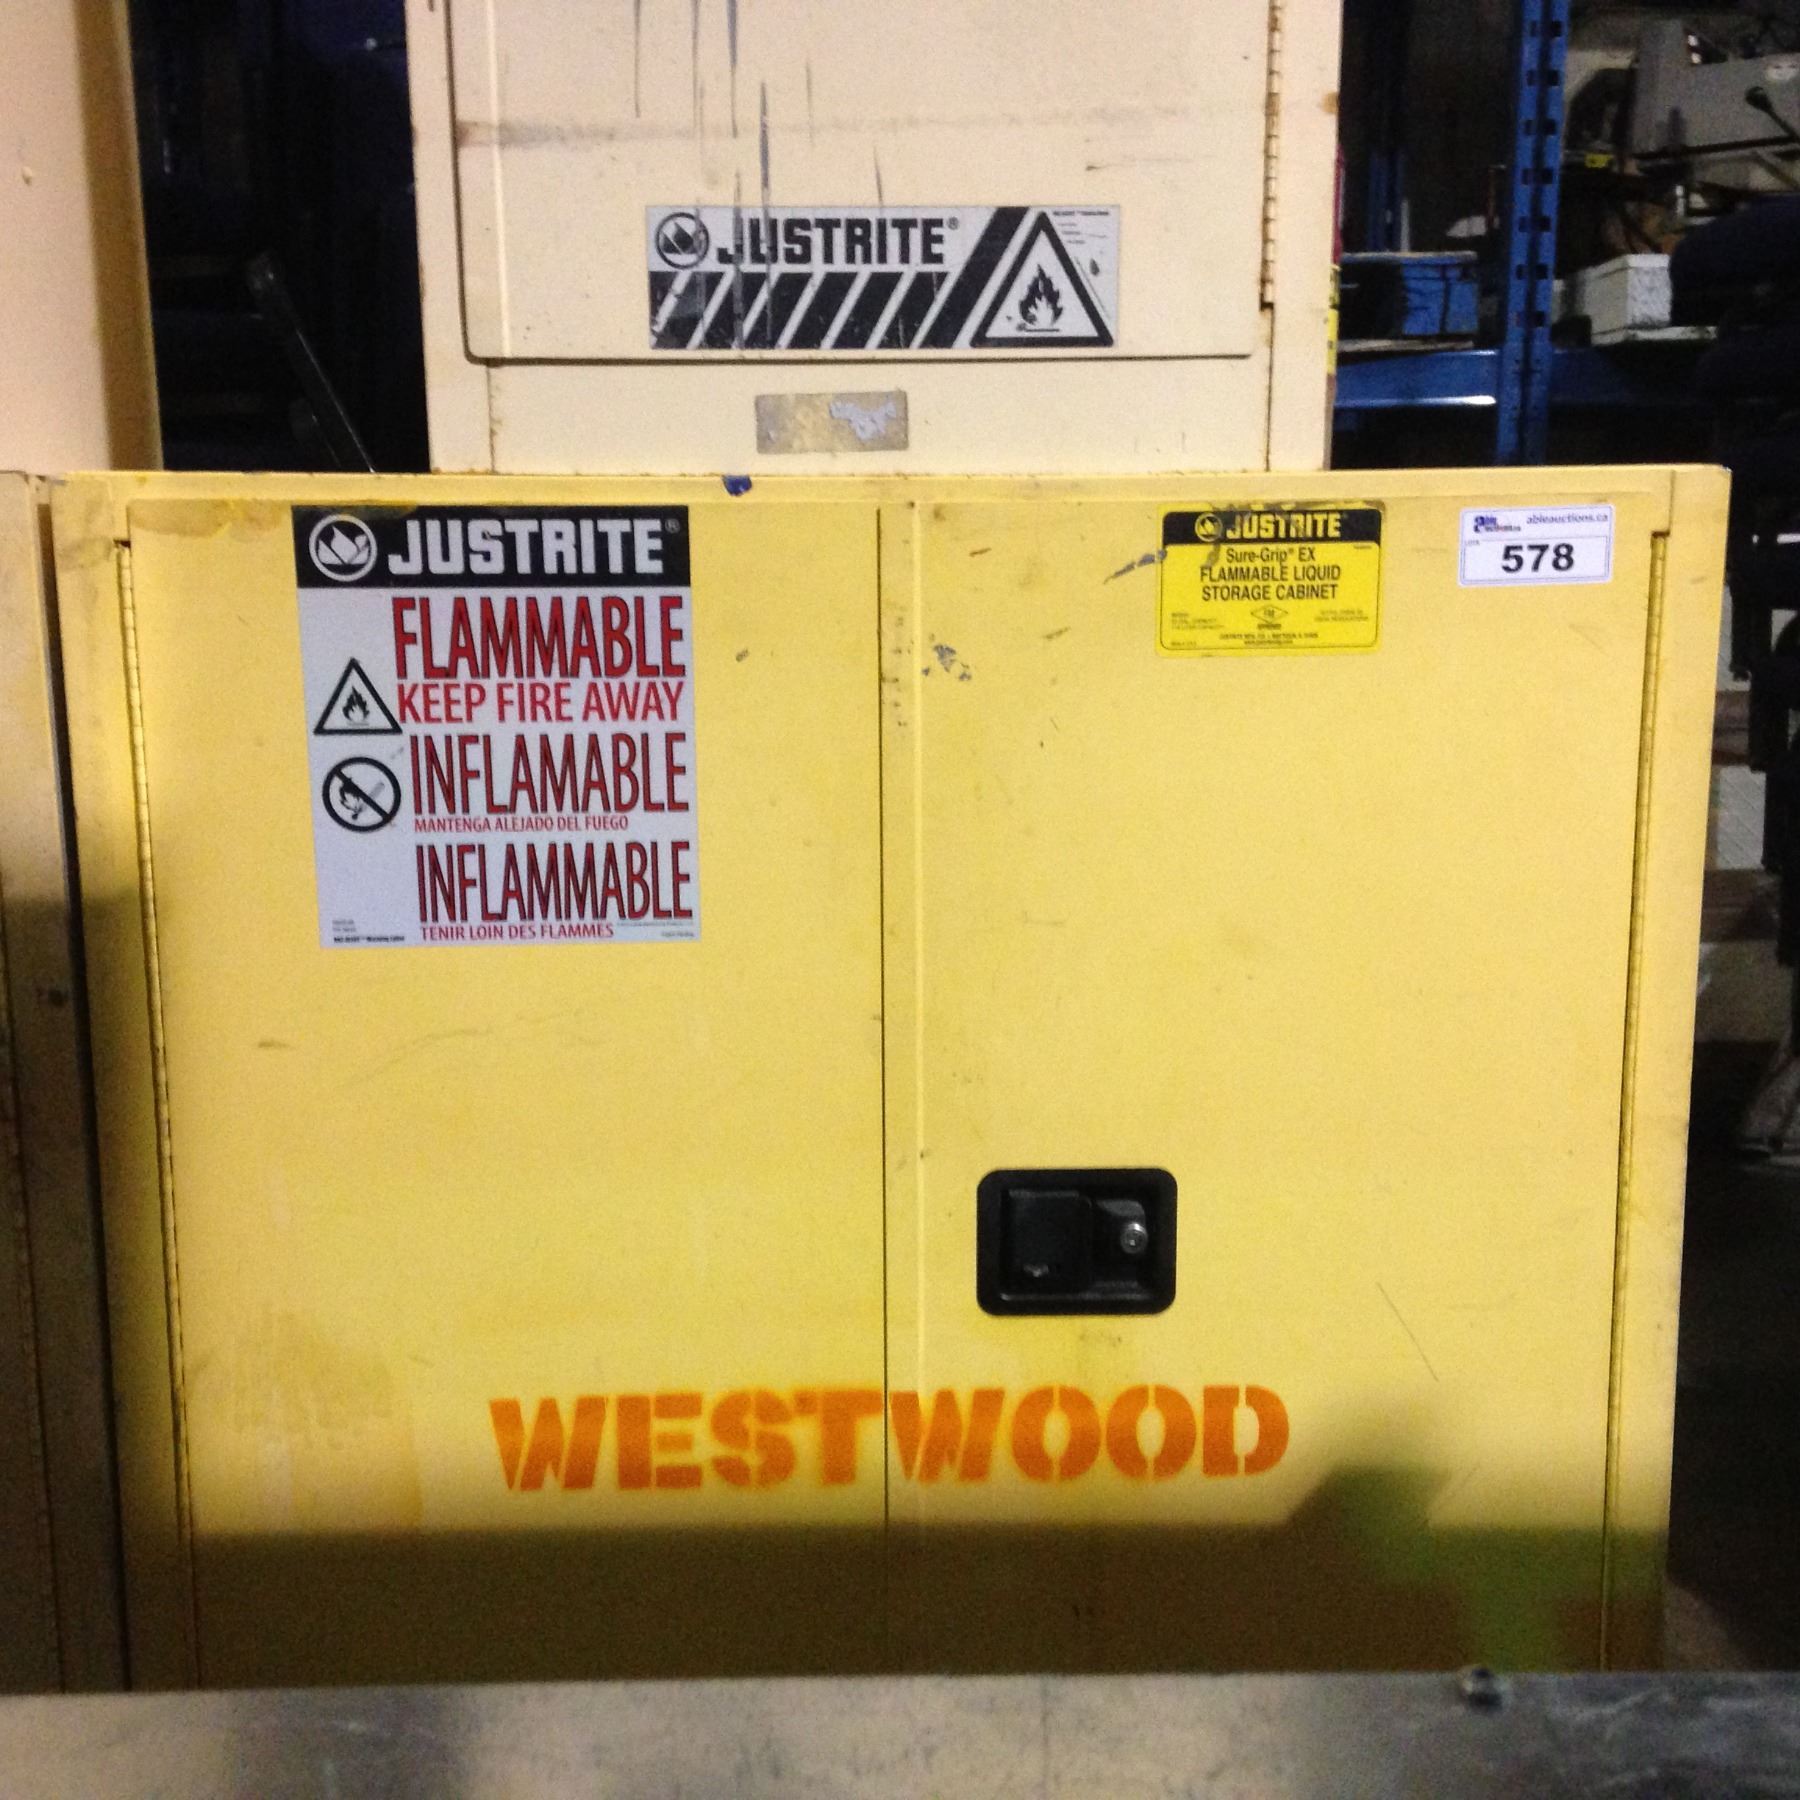 JUSTRITE®
JUSTRITE®
FLAMMABLE
KEEP FIRE AWAY
INFLAMABLE
MANTENGA ALEJADO DEL FUEGO
INFLAMMABLE
TENIR LOIN DES FLAMMES
JUSTRITE
Sure-Grip® EX
FLAMMABLE LIQUID
STORAGE CABINET
ableauctions.ca
578
WESTWOOD